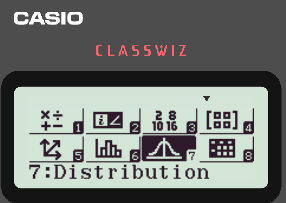 CASIO
CLASSWIZ
×÷ +− 1 i∠ 2 2 8 10 16 3 4
5 6 7 8
7:Distribution